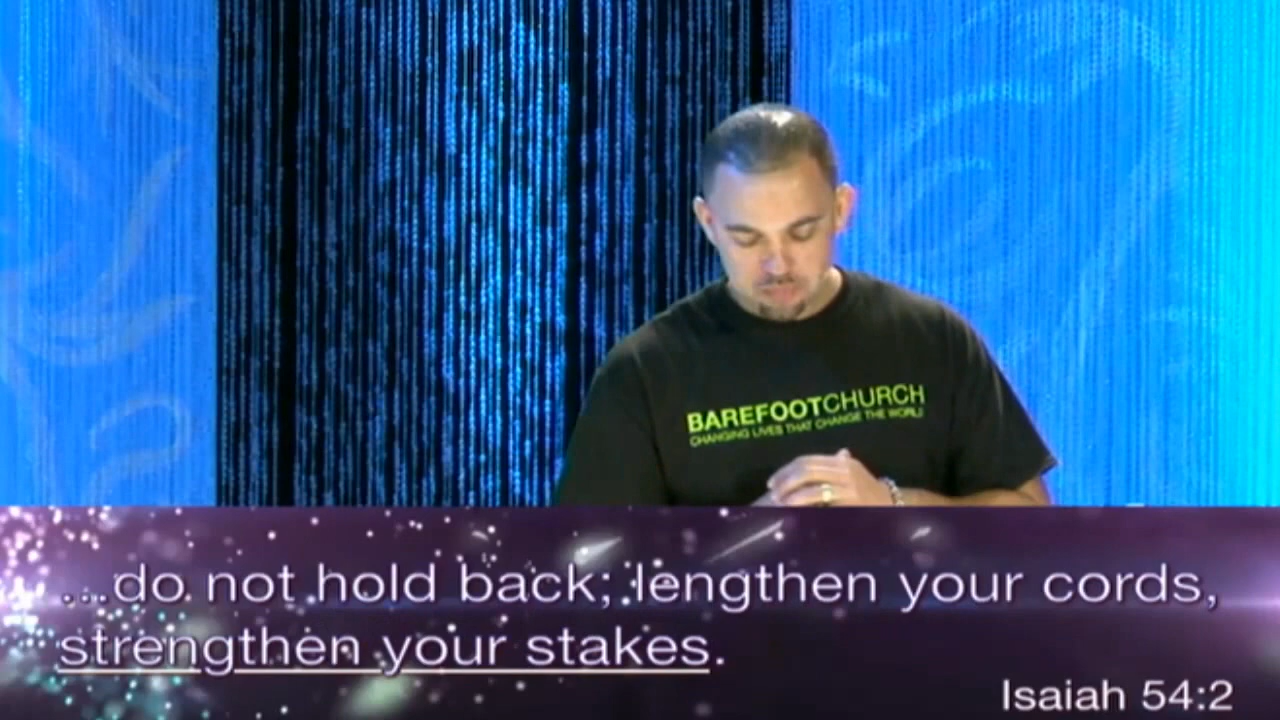 BAREFOOTCHURCH
CHANGING LIVES THAT CHANGE THE WORLD
...do not hold back; lengthen your cords,
strengthen your stakes.
Isaiah 54:2